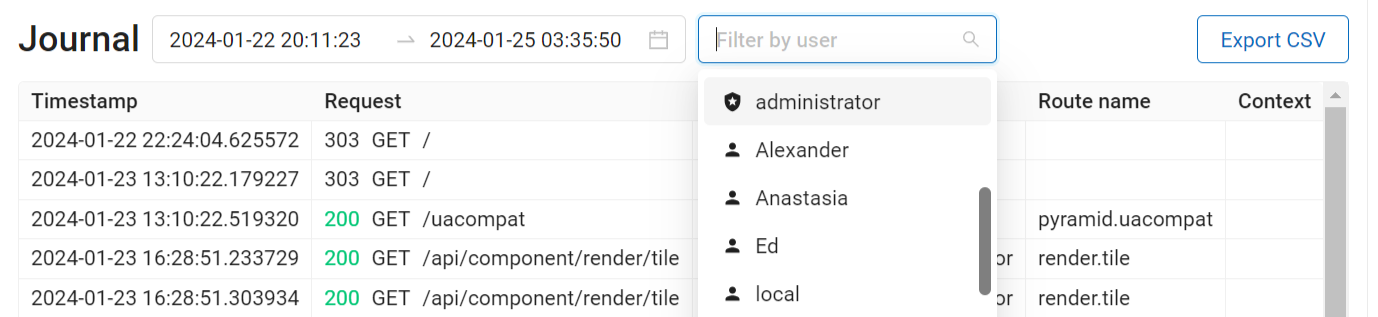 Journal 2024-01-22 20:11:23 → 2024-01-25 03:35:50 Filter by user Export CSV
Timestamp Request Route name Context
administrator
2024-01-22 22:24:04.625572 303 GET /
Alexander
2024-01-23 13:10:22.179227 303 GET /
Anastasia
2024-01-23 13:10:22.519320 200 GET /uacompat pyramid.uacompat
Ed
2024-01-23 16:28:51.233729 200 GET /api/component/render/tile or render.tile
local
2024-01-23 16:28:51.303934 200 GET /api/component/render/tile or render.tile